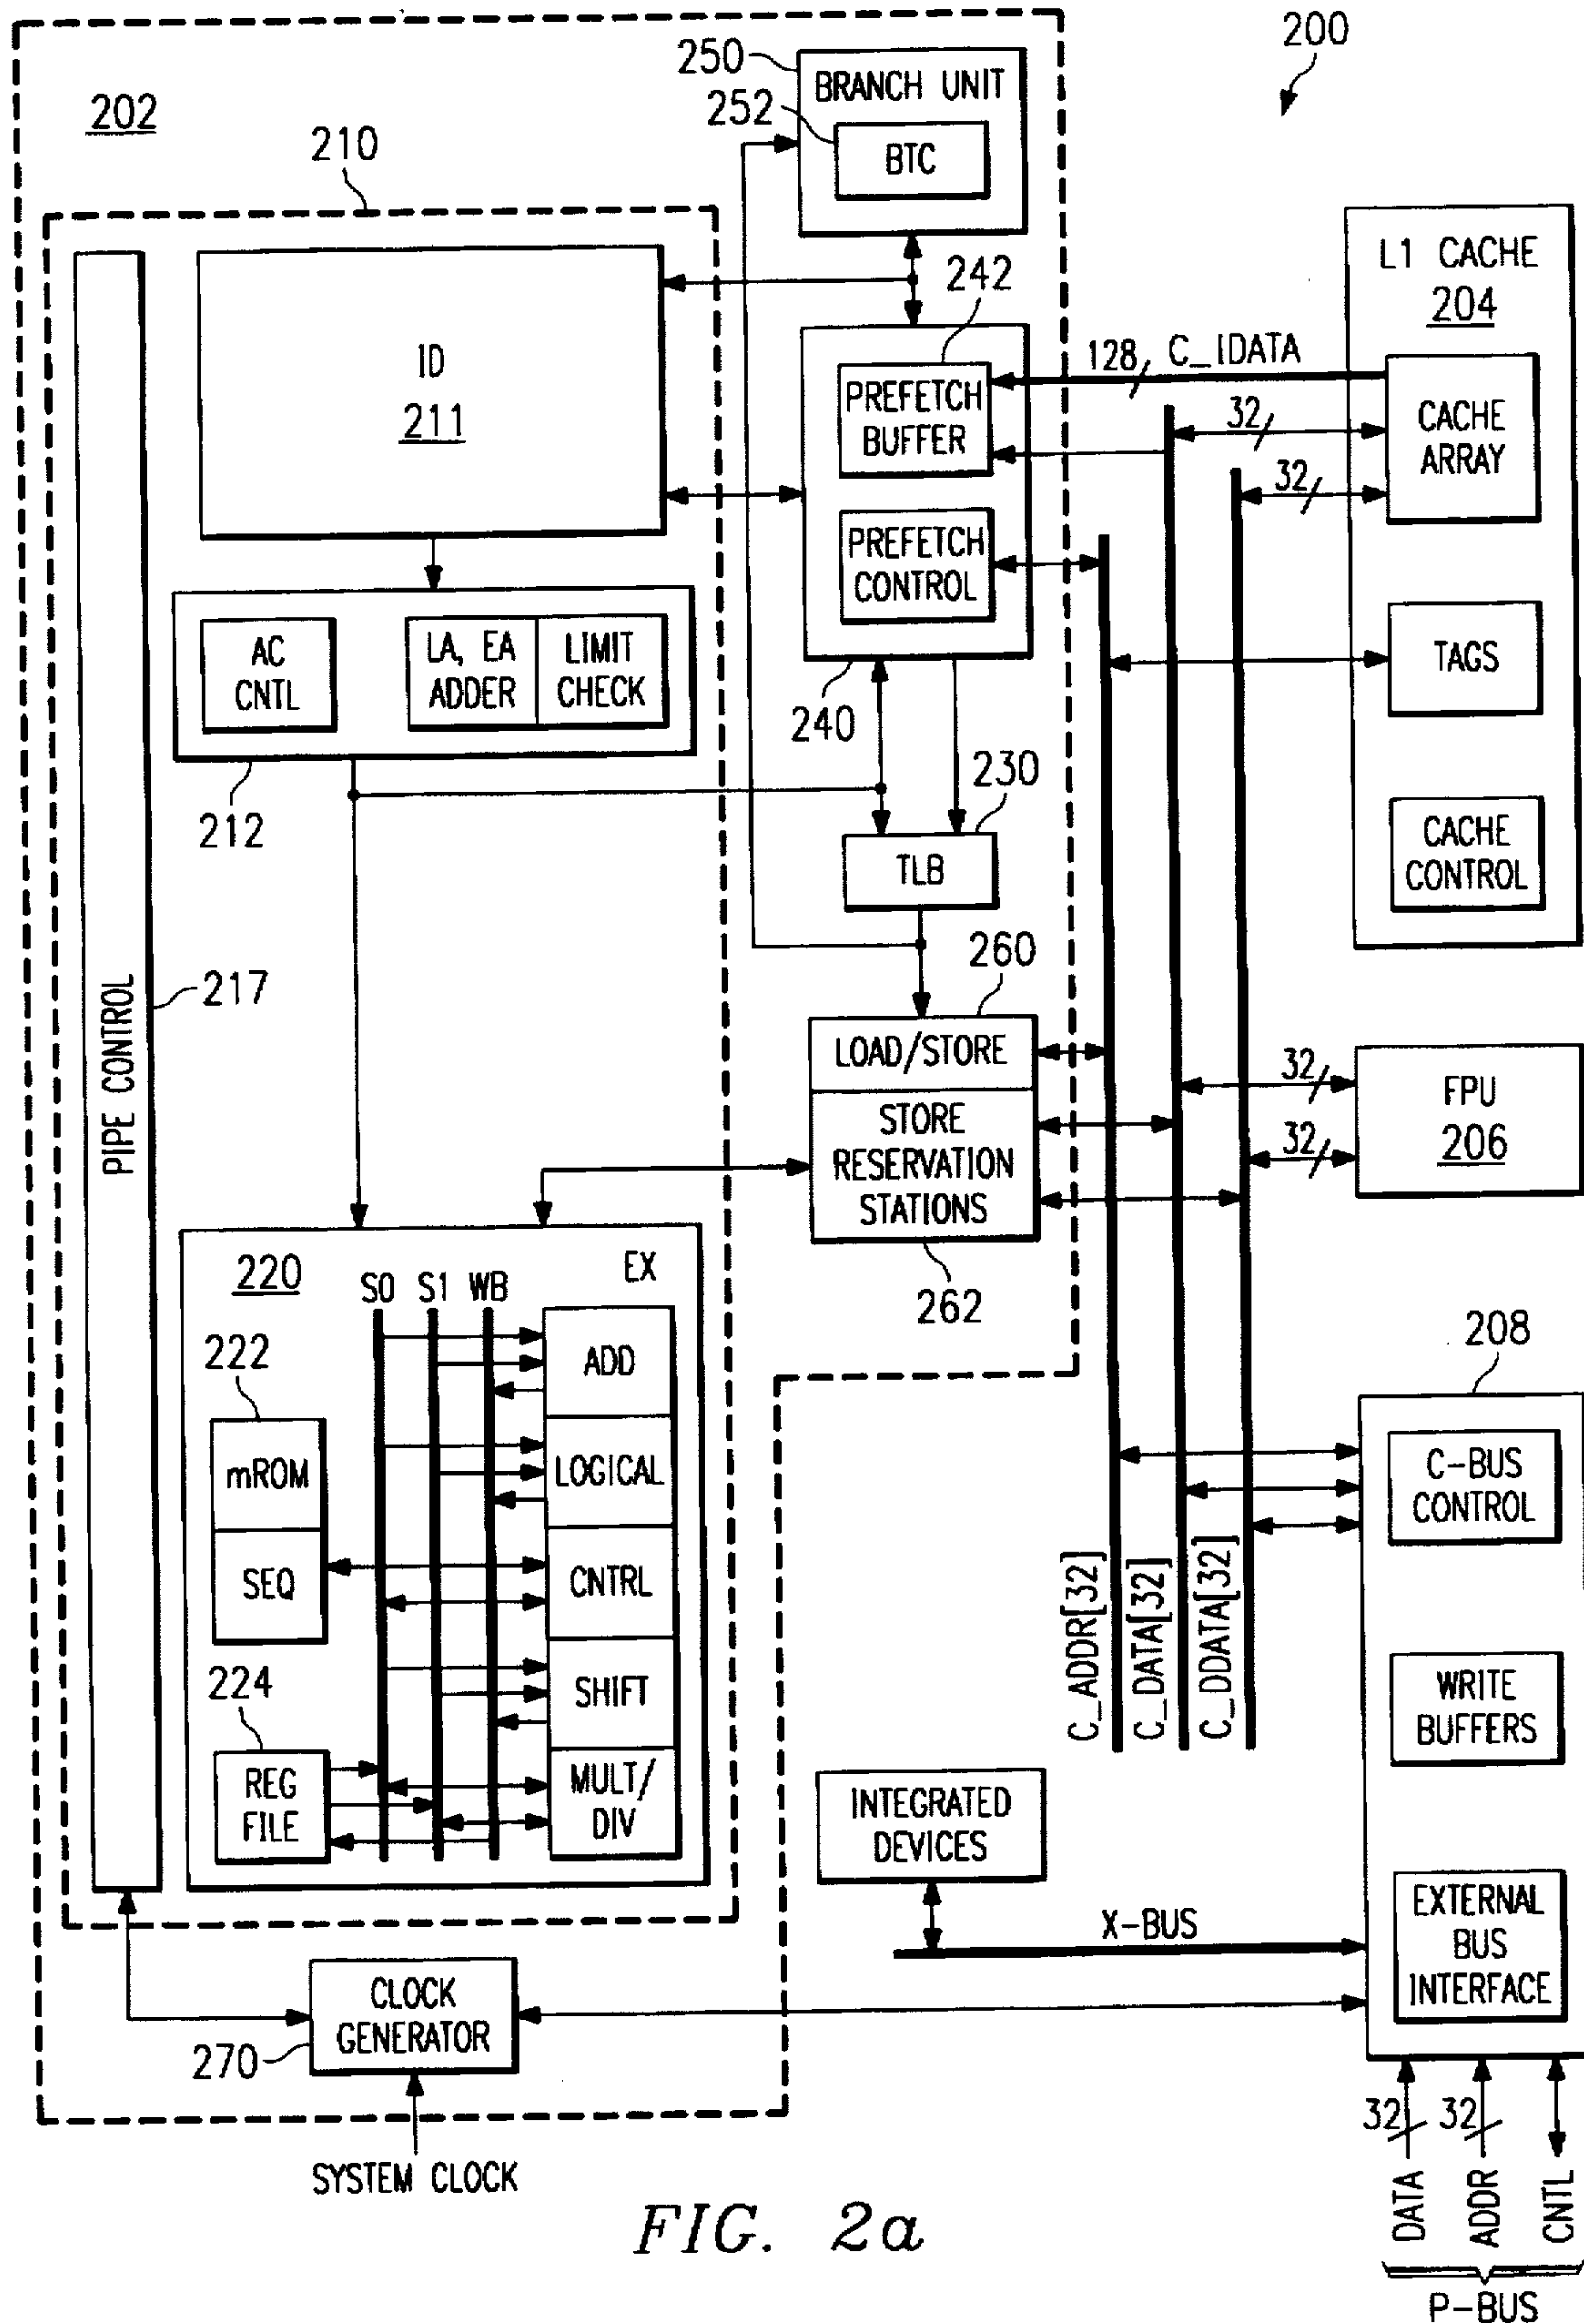 200
202
210
250
BRANCH UNIT
252
BTC
L1 CACHE
204
242
ID
211
PREFETCH
BUFFER
128
C_IDATA
32
32
CACHE
ARRAY
PREFETCH
CONTROL
TAGS
AC
CNTL
LA, EA
ADDER
LIMIT
CHECK
240
212
230
TLB
CACHE
CONTROL
PIPE CONTROL
217
260
LOAD/STORE
STORE
RESERVATION
STATIONS
262
32
32
FPU
206
220
EX
S0
S1
WB
ADD
222
mROM
LOGICAL
SEQ
CNTRL
224
SHIFT
REG
FILE
MULT/
DIV
208
C-BUS
CONTROL
C_ADDR[32]
C_DATA[32]
C_DDATA[32]
WRITE
BUFFERS
INTEGRATED
DEVICES
X-BUS
EXTERNAL
BUS
INTERFACE
CLOCK
GENERATOR
270
SYSTEM CLOCK
32
32
DATA
ADDR
CNTL
P-BUS
FIG. 2a